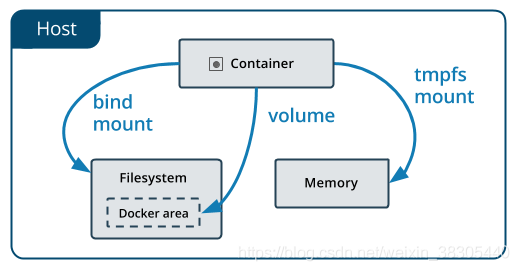 Host
Container
bind
mount
volume
tmpfs
mount
Filesystem
Docker area
Memory
https://blog.csdn.net/weixin_38305440